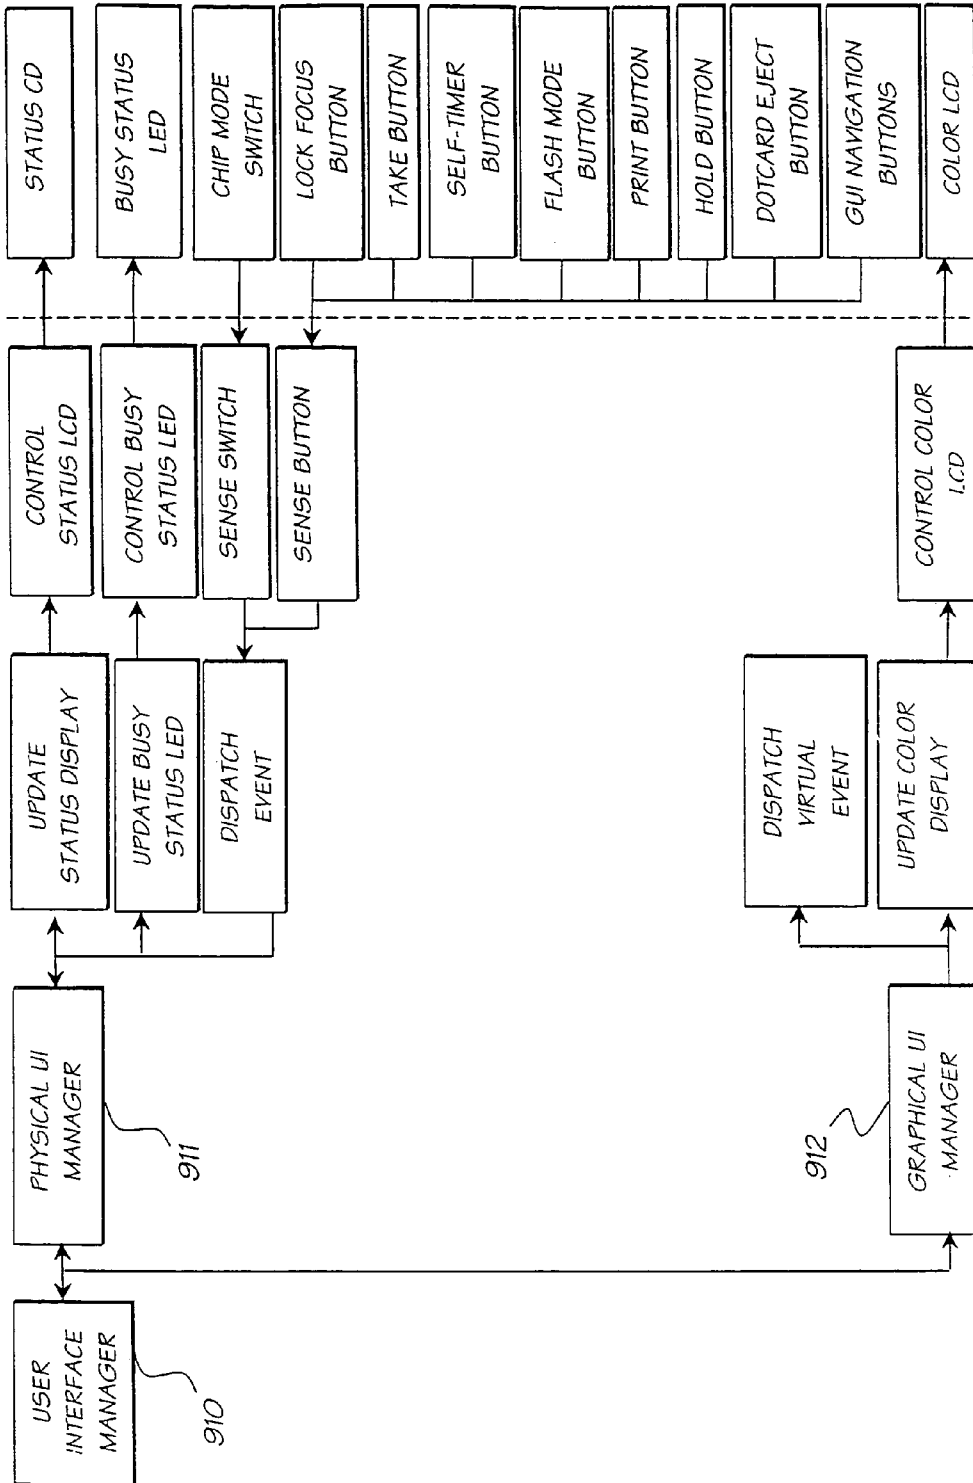 USER
INTERFACE
MANAGER
910
PHYSICAL UI
MANAGER
911
GRAPHICAL UI
MANAGER
912
UPDATE
STATUS DISPLAY
UPDATE BUSY
STATUS LED
DISPATCH
EVENT
DISPATCH
VIRTUAL
EVENT
UPDATE COLOR
DISPLAY
CONTROL
STATUS LCD
CONTROL BUSY
STATUS LED
SENSE SWITCH
SENSE BUTTON
CONTROL COLOR
LCD
STATUS CD
BUSY STATUS
LED
CHIP MODE
SWITCH
LOCK FOCUS
BUTTON
TAKE BUTTON
SELF-TIMER
BUTTON
FLASH MODE
BUTTON
PRINT BUTTON
HOLD BUTTON
DOTCARD EJECT
BUTTON
GUI NAVIGATION
BUTTONS
COLOR LCD